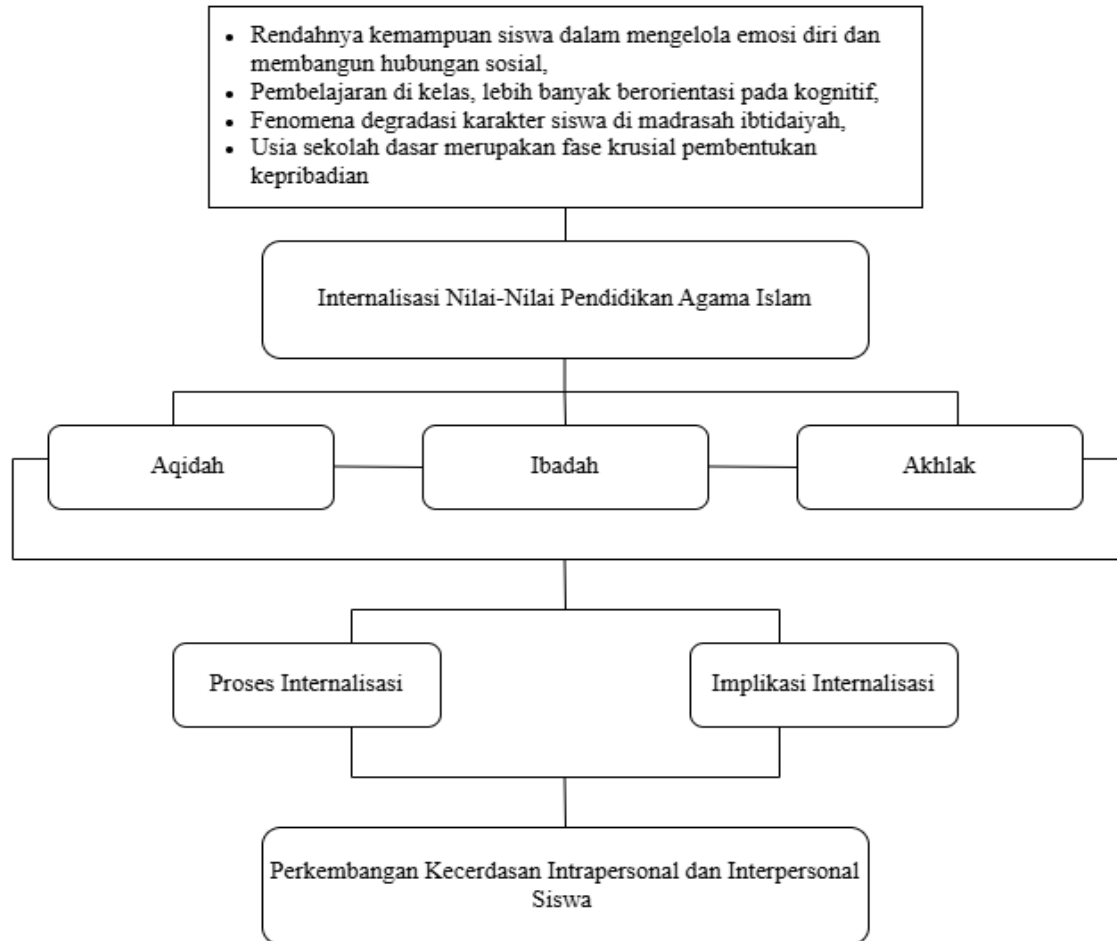 • Rendahnya kemampuan siswa dalam mengelola emosi diri dan
membangun hubungan sosial,
• Pembelajaran di kelas, lebih banyak berorientasi pada kognitif,
• Fenomena degradasi karakter siswa di madrasah ibtidaiyah,
• Usia sekolah dasar merupakan fase krusial pembentukan
kepribadian
Internalisasi Nilai-Nilai Pendidikan Agama Islam
Aqidah
Ibadah
Akhlak
Proses Internalisasi
Implikasi Internalisasi
Perkembangan Kecerdasan Intrapersonal dan Interpersonal
Siswa